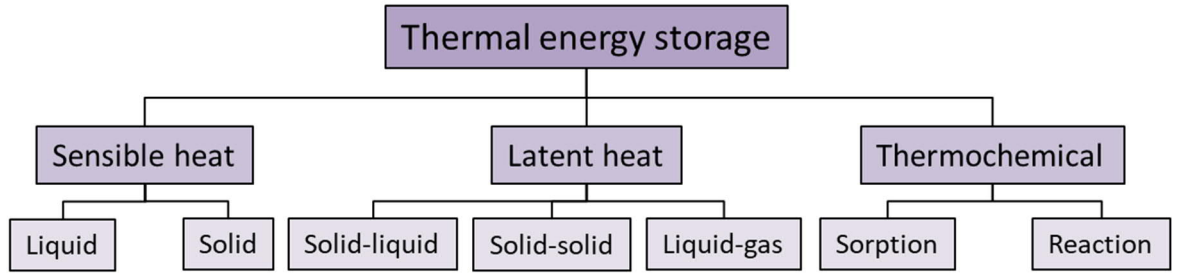 Thermal energy storage
Sensible heat
Latent heat
Thermochemical
Liquid
Solid
Solid-liquid
Solid-solid
Liquid-gas
Sorption
Reaction